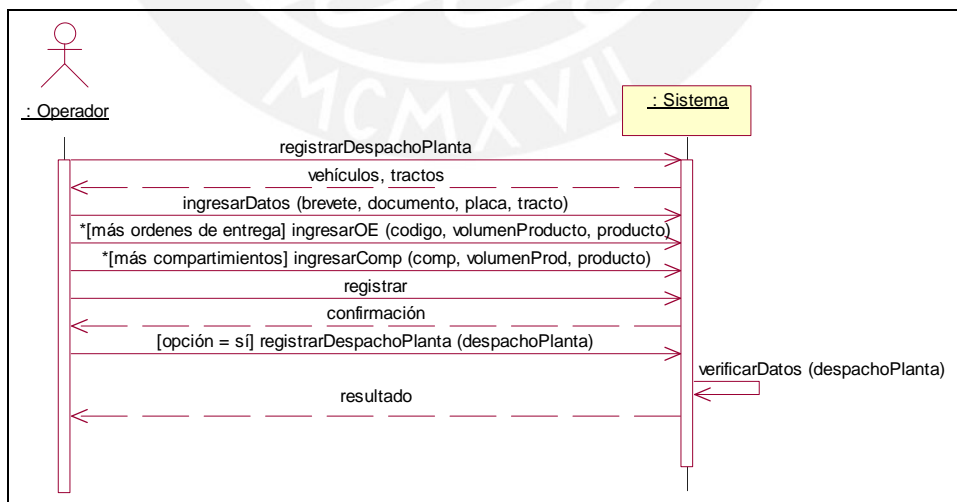 MCMXVII
: Operador
: Sistema
registrarDespachoPlanta
vehículos, tractos
ingresarDatos (brevete, documento, placa, tracto)
*[más ordenes de entrega] ingresarOE (codigo, volumenProducto, producto)
*[más compartimientos] ingresarComp (comp, volumenProd, producto)
registrar
confirmación
[opción = sí] registrarDespachoPlanta (despachoPlanta)
verificarDatos (despachoPlanta)
resultado